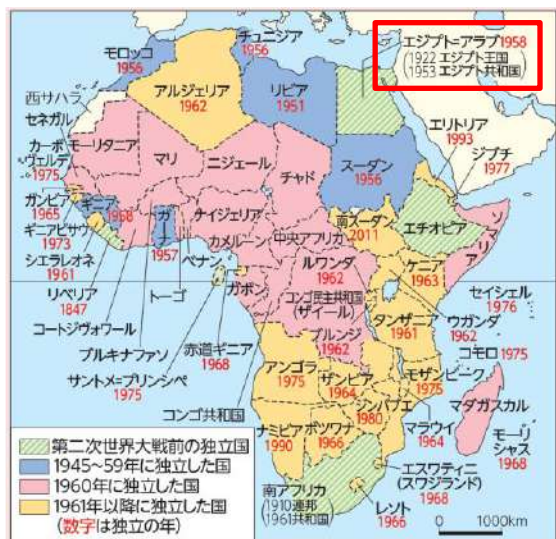 モロッコ
1956
チュニジア
1956
エジプト=アラブ1958
(1922 エジプト王国
1953 エジプト共和国)
アルジェリア
1962
リビア
1951
西サハラ
セネガル
カーボ
ヴェルデ
1975
モーリタニア
マリ
ニジェール
チャド
スーダン
1956
エリトリア
1993
ジブチ
1977
ガンビア
1965
ギニア
1958
ギニアビサウ
1973
シエラレオネ
1961
リベリア
1847
ガーナ
1957
ベナン
トーゴ
ナイジェリア
カメルーン
中央アフリカ
南スーダン
2011
エチオピア
ソマリア
コートジヴォワール
ブルキナファソ
サントメ=プリンシペ
1975
赤道ギニア
1968
ガボン
コンゴ共和国
ルワンダ
1962
コンゴ民主共和国
(ザイール)
ブルンジ
1962
ケニア
1963
タンザニア
1961
ウガンダ
1962
セイシェル
1976
コモロ1975
アンゴラ
1975
ザンビア
1964
モザンビーク
1975
ジンバブエ
1980
マラウイ
1964
マダガスカル
モーリ
シャス
1968
ナミビア
1990
ボツワナ
1966
エスワティニ
(スワジランド)
1968
南アフリカ
(1910連邦
1961共和国)
レソト
1966
第二次世界大戦前の独立国
1945~59年に独立した国
1960年に独立した国
1961年以降に独立した国
(数字は独立の年)
0 1000km